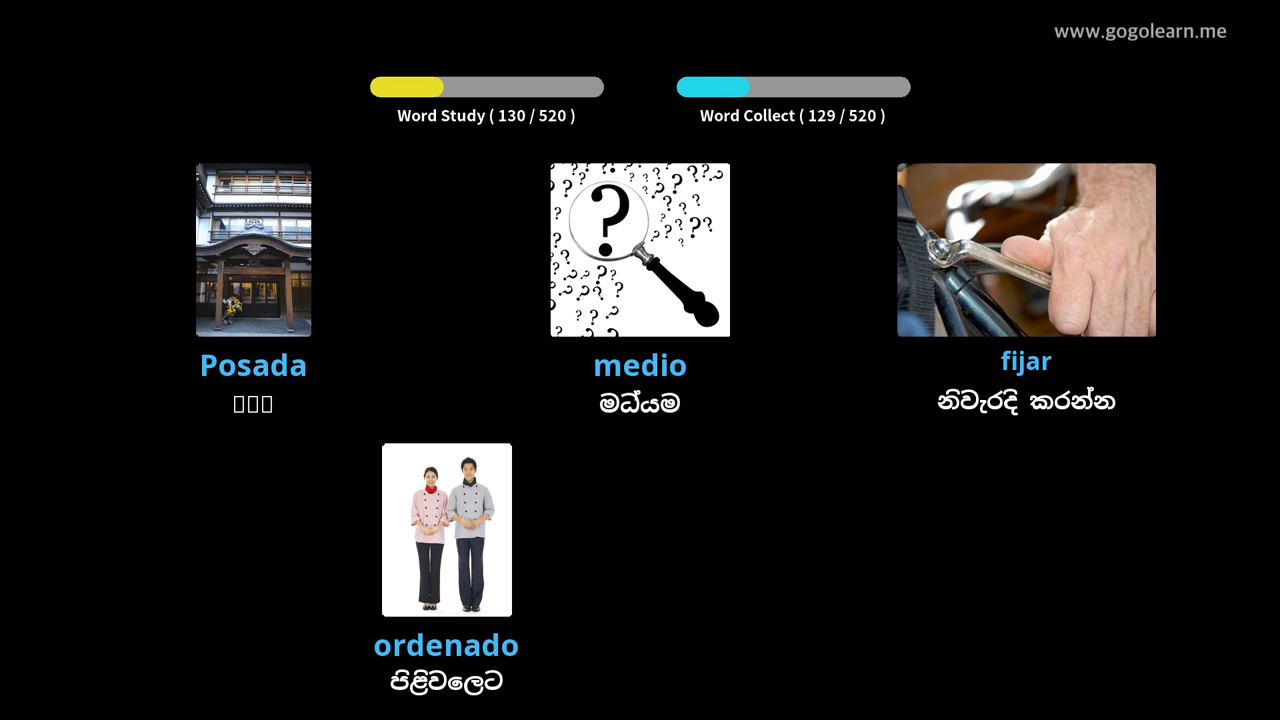 www.gogolearn.me
Word Study ( 130 / 520 )
Word Collect ( 129 / 520 )
Posada
medio
මධ්යම
fijar
නිවැරදි කරන්න
ordenado
පිළිවලෙට